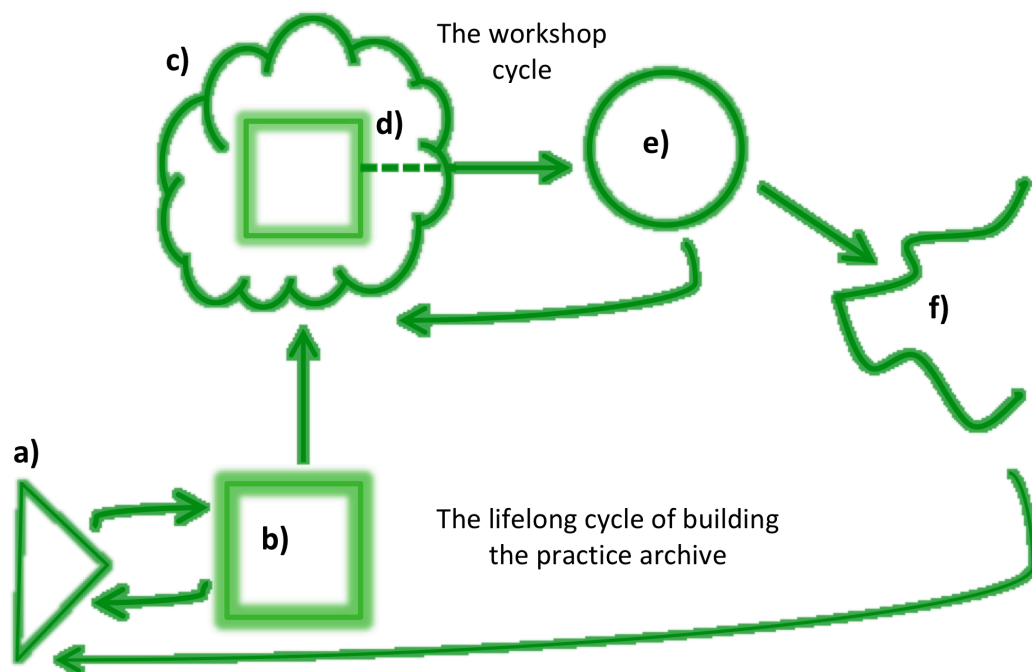 The workshop
cycle
c)
d)
e)
f)
a)
b)
The lifelong cycle of building
the practice archive